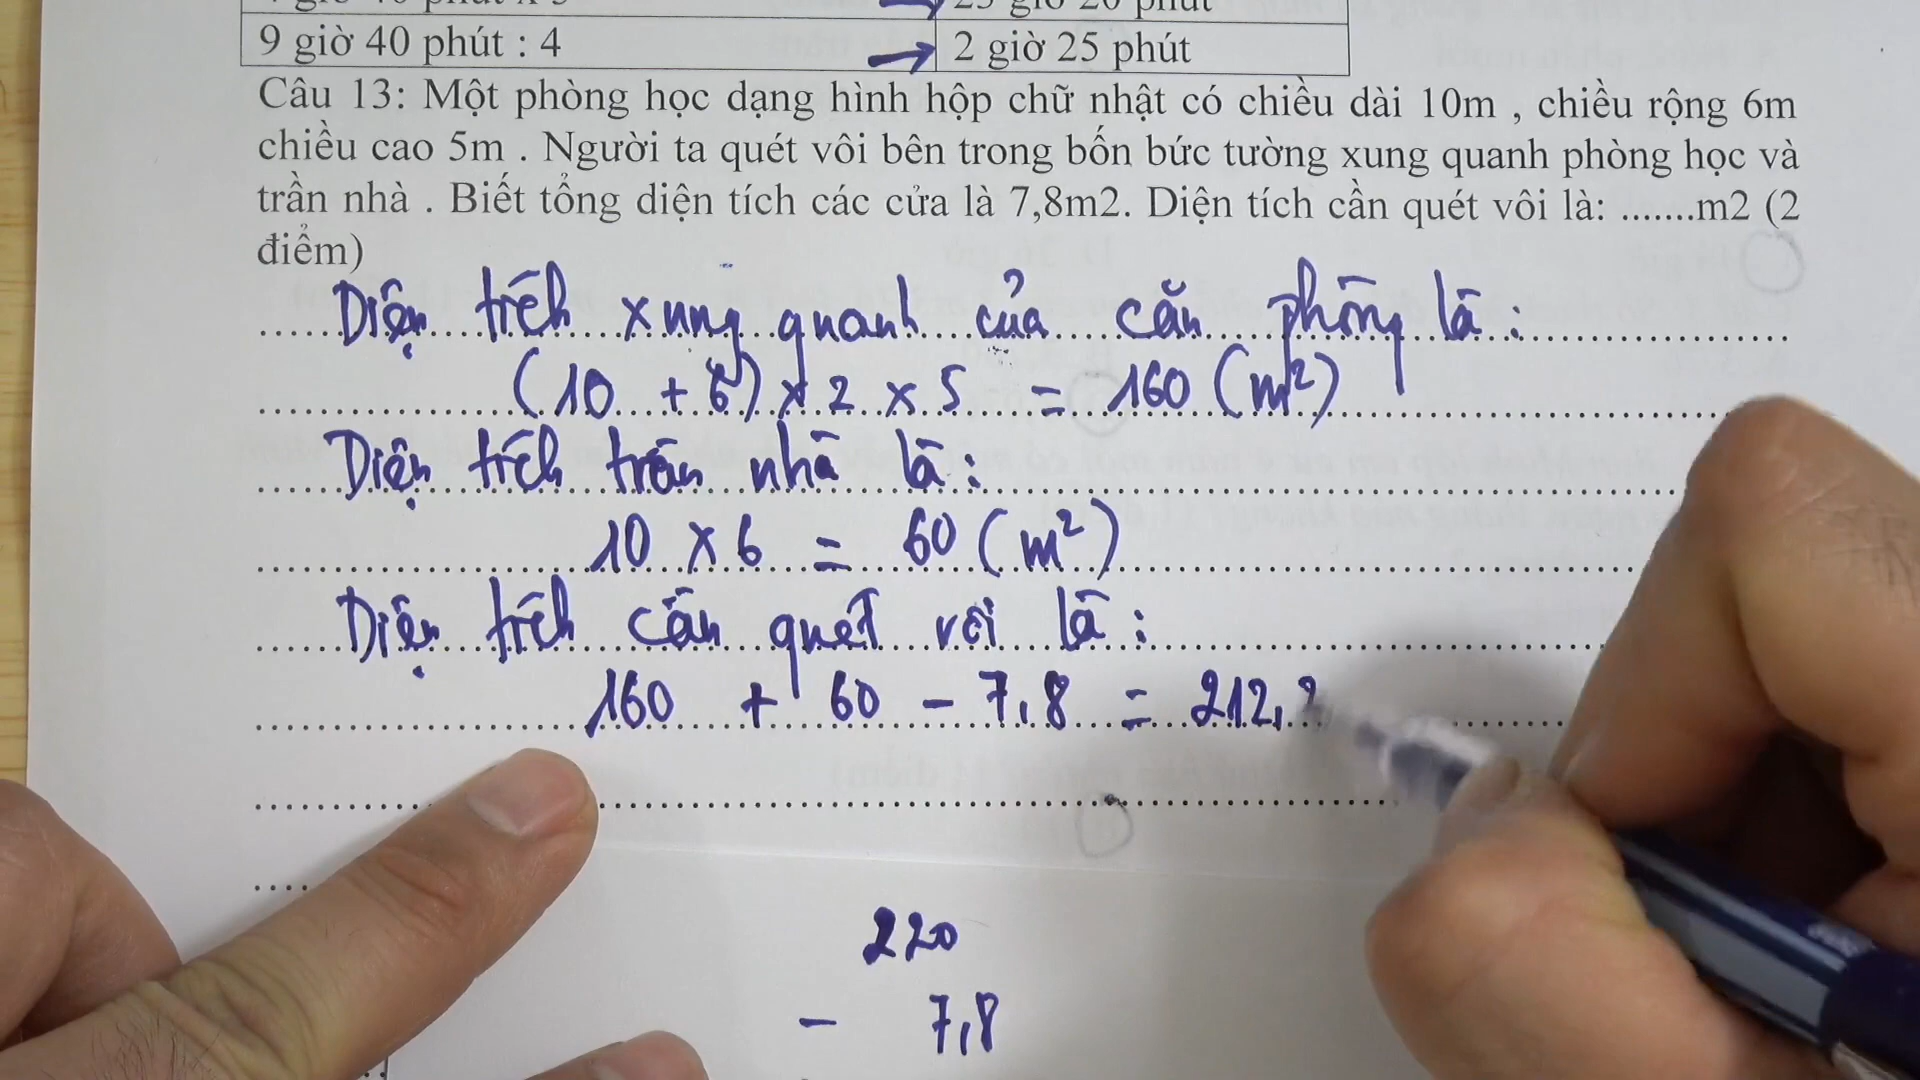 9 giờ 40 phút : 4
2 giờ 25 phút
Câu 13: Một phòng học dạng hình hộp chữ nhật có chiều dài 10m , chiều rộng 6m
chiều cao 5m . Người ta quét vôi bên trong bốn bức tường xung quanh phòng học và
trần nhà . Biết tổng diện tích các cửa là 7,8m2. Diện tích cần quét vôi là: .......m2 (2
điểm)
Diện tích xung quanh của căn phòng là:
(10 + 6) x 2 x 5 = 160 (m²)
Diện tích trần nhà là:
10 x 6 = 60 (m²)
Diện tích cần quét vôi là:
160 + 60 - 7,8 = 212,
220
- 7,8